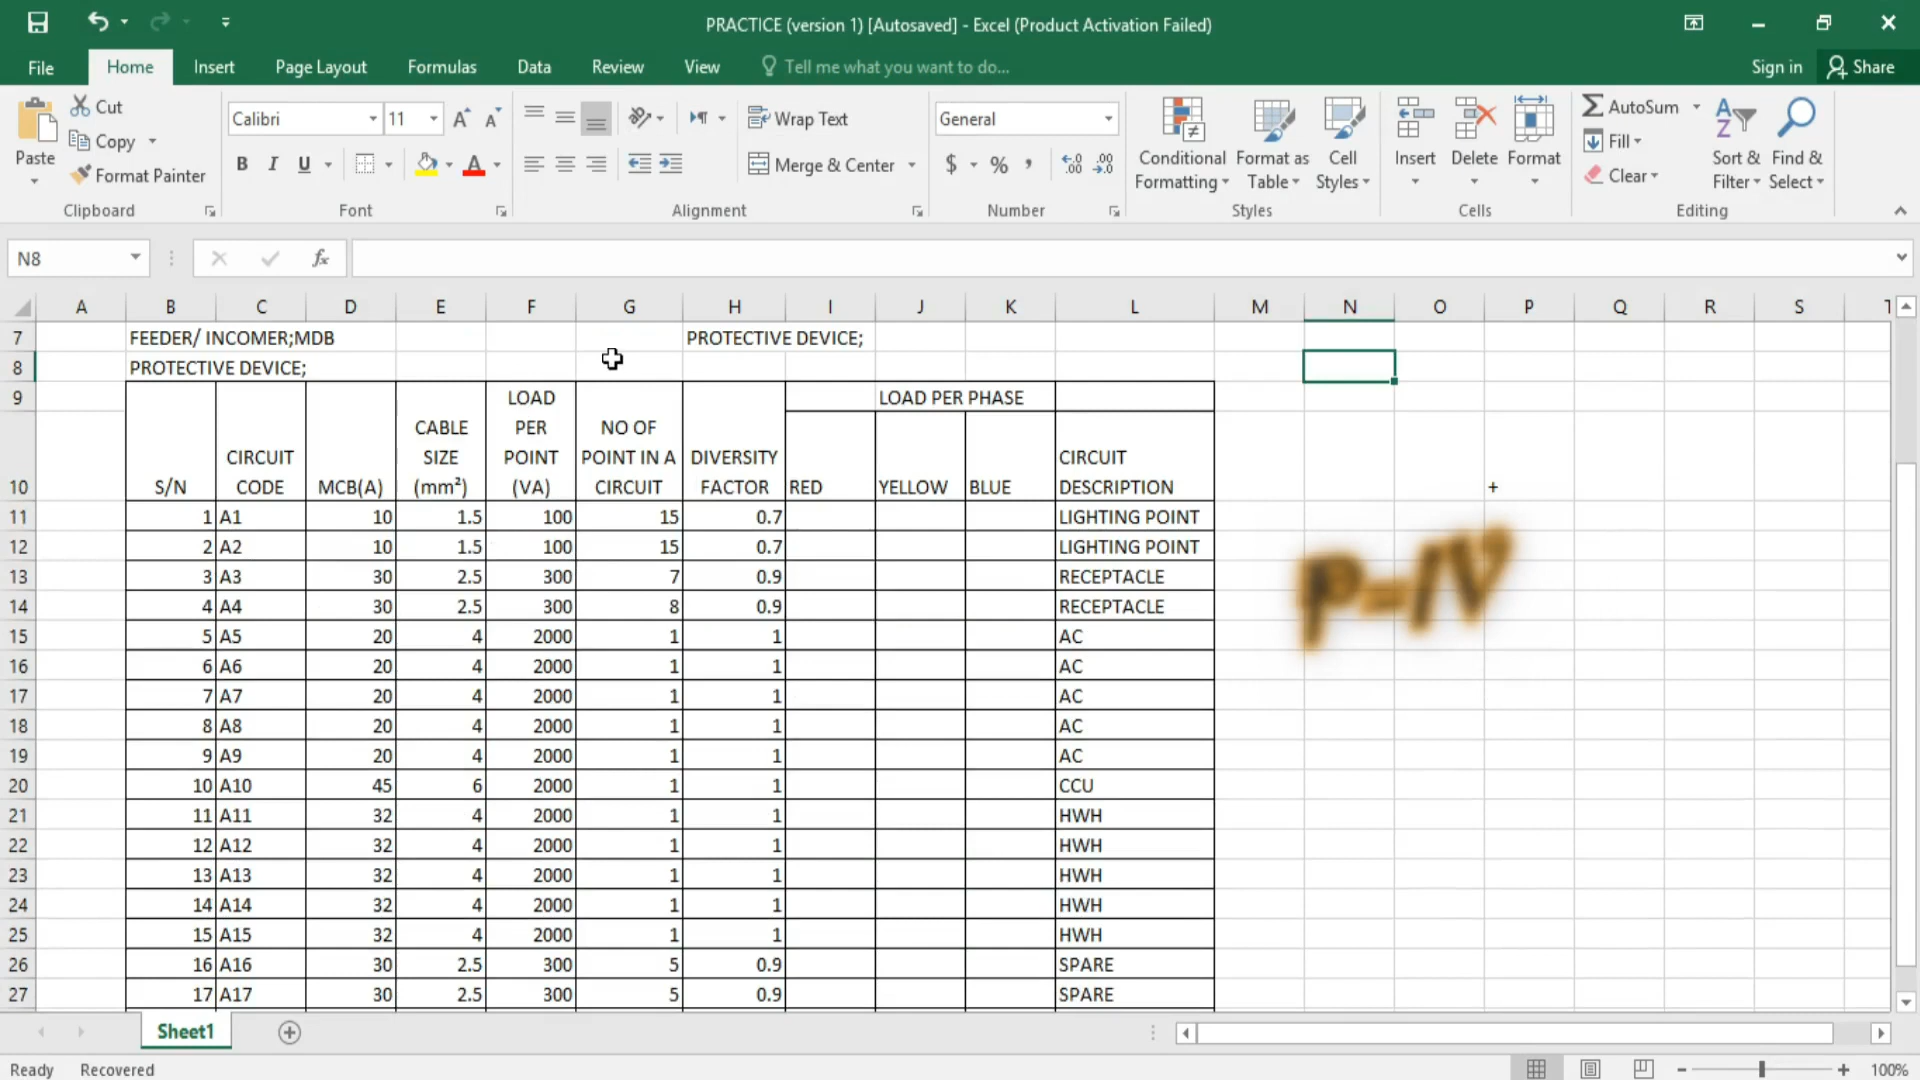 PRACTICE (version 1) [Autosaved] - Excel (Product Activation Failed)
File Home Insert Page Layout Formulas Data Review View Tell me what you want to do... Sign in Share
Paste Cut Copy Format Painter Clipboard
Calibri 11 B I U A Font
Wrap Text Merge & Center Alignment
General $ % , .00 Number
Conditional Formatting Format as Table Cell Styles Styles
Insert Delete Format Cells
AutoSum Fill Clear Sort & Filter Find & Select Editing
N8 fx
A B C D E F G H I J K L M N O P Q R S T
7 FEEDER/ INCOMER;MDB PROTECTIVE DEVICE;
8 PROTECTIVE DEVICE;
9 LOAD PER PHASE
10 S/N CIRCUIT CODE MCB(A) CABLE SIZE (mm²) LOAD PER POINT (VA) NO OF POINT IN A CIRCUIT DIVERSITY FACTOR RED YELLOW BLUE CIRCUIT DESCRIPTION +
11 1 A1 10 1.5 100 15 0.7 LIGHTING POINT
12 2 A2 10 1.5 100 15 0.7 LIGHTING POINT
13 3 A3 30 2.5 300 7 0.9 RECEPTACLE
P=IV
14 4 A4 30 2.5 300 8 0.9 RECEPTACLE
15 5 A5 20 4 2000 1 1 AC
16 6 A6 20 4 2000 1 1 AC
17 7 A7 20 4 2000 1 1 AC
18 8 A8 20 4 2000 1 1 AC
19 9 A9 20 4 2000 1 1 AC
20 10 A10 45 6 2000 1 1 CCU
21 11 A11 32 4 2000 1 1 HWH
22 12 A12 32 4 2000 1 1 HWH
23 13 A13 32 4 2000 1 1 HWH
24 14 A14 32 4 2000 1 1 HWH
25 15 A15 32 4 2000 1 1 HWH
26 16 A16 30 2.5 300 5 0.9 SPARE
27 17 A17 30 2.5 300 5 0.9 SPARE
Sheet1
Ready Recovered 100%